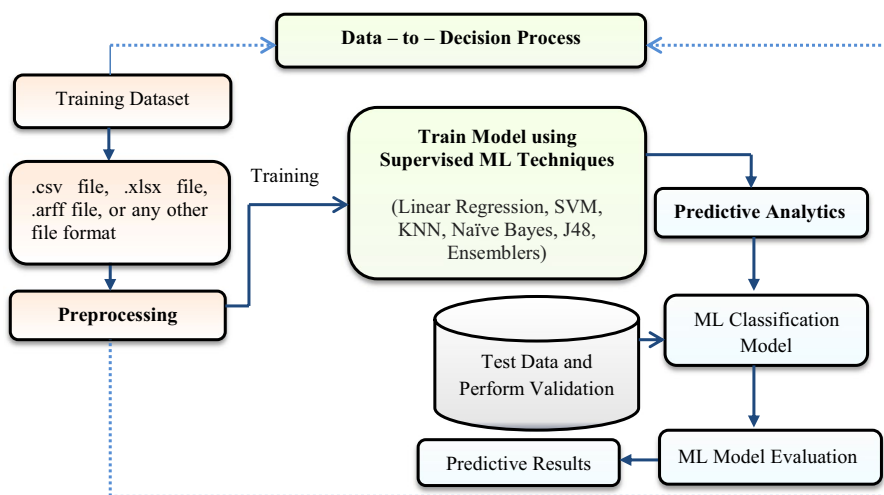 Data – to – Decision Process
Training Dataset
.csv file, .xlsx file,
.arff file, or any other
file format
Preprocessing
Training
Train Model using
Supervised ML Techniques
(Linear Regression, SVM,
KNN, Naïve Bayes, J48,
Ensemblers)
Predictive Analytics
ML Classification
Model
Test Data and
Perform Validation
ML Model Evaluation
Predictive Results